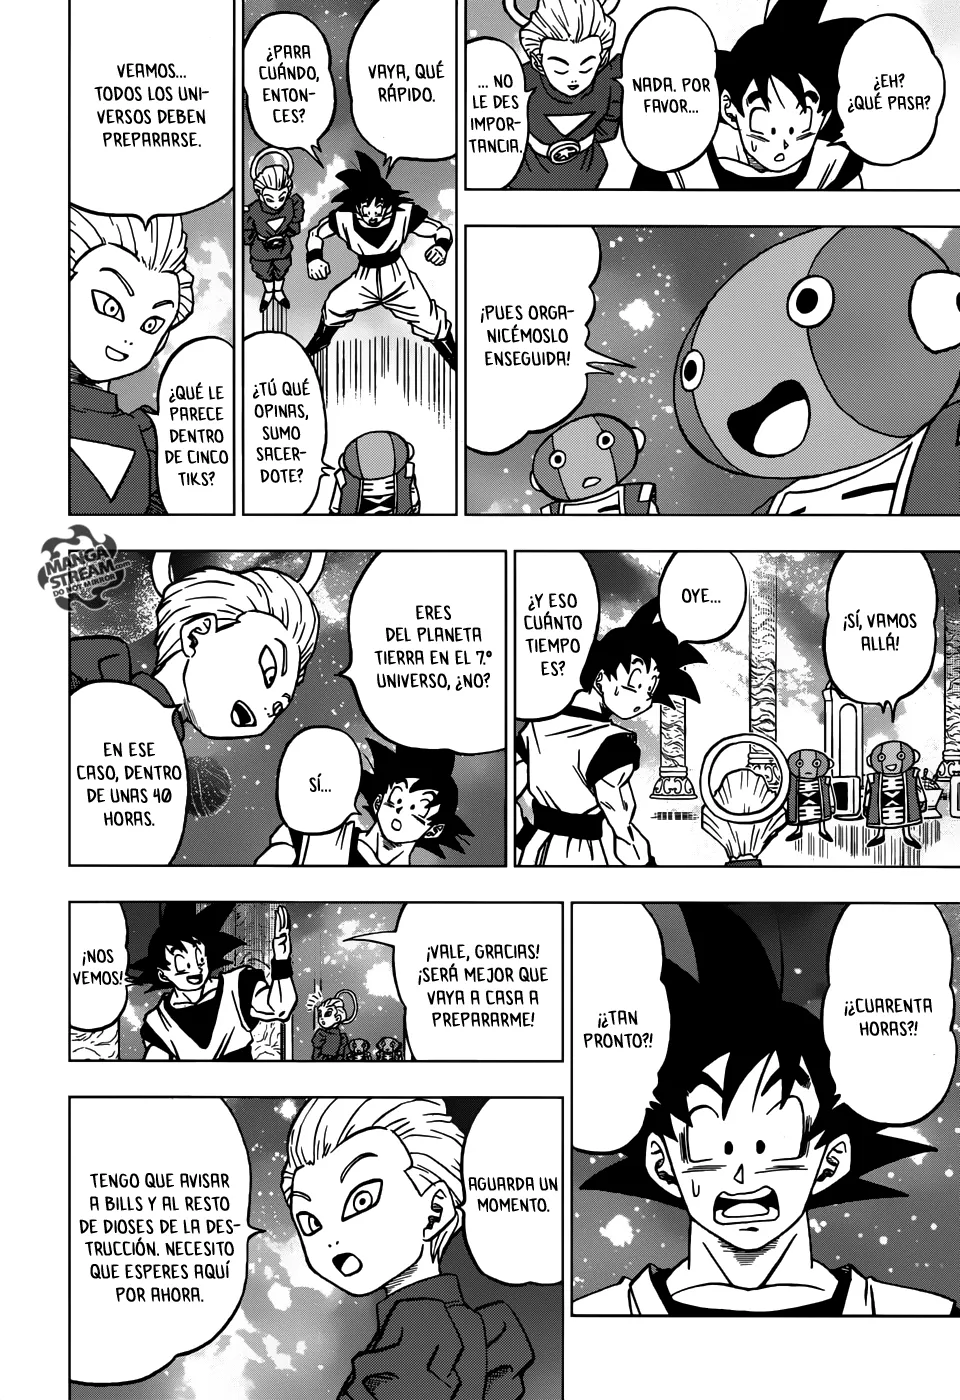 ¿EH?
¿QUÉ PASA?
NADA. POR
FAVOR...
... NO
LE DES
IMPOR-
TANCIA.
¡PUES ORGA-
NICÉMOSLO
ENSEGUIDA!
VAYA, QUÉ
RÁPIDO.
¿PARA
CUÁNDO,
ENTON-
CES?
¿TÚ QUÉ
OPINAS,
SUMO
SACER-
DOTE?
VEAMOS...
TODOS LOS UNI-
VERSOS DEBEN
PREPARARSE.
¿QUÉ LE
PARECE
DENTRO
DE CINCO
TIKS?
¡SÍ, VAMOS
ALLÁ!
OYE...
¿Y ESO
CUÁNTO
TIEMPO
ES?
ERES
DEL PLANETA
TIERRA EN EL 7.º
UNIVERSO, ¿NO?
SÍ...
EN ESE
CASO, DENTRO
DE UNAS 40
HORAS.
MANGA
STREAM.com
DO NOT MIRROR
¡¿CUARENTA
HORAS?!
¡¿TAN
PRONTO?!
¡VALE, GRACIAS!
¡SERÁ MEJOR QUE
VAYA A CASA A
PREPARARME!
¡NOS
VEMOS!
AGUARDA UN
MOMENTO.
TENGO QUE AVISAR
A BILLS Y AL RESTO
DE DIOSES DE LA DES-
TRUCCIÓN. NECESITO
QUE ESPERES AQUÍ
POR AHORA.